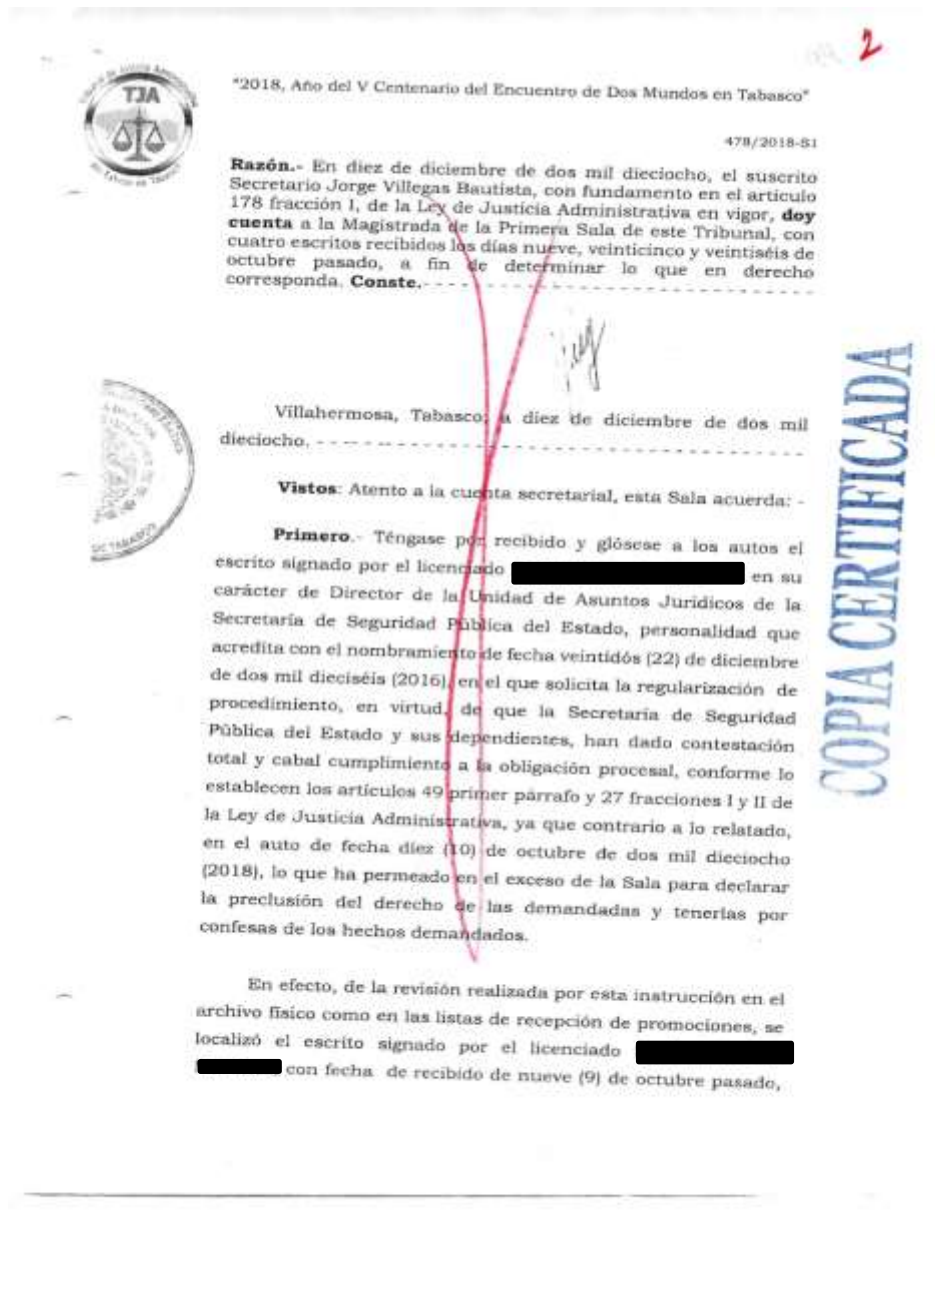 2
TJA
"2018, Año del V Centenario del Encuentro de Dos Mundos en Tabasco"
478/2018-S1
Razón.- En diez de diciembre de dos mil dieciocho, el suscrito
Secretario Jorge Villegas Bautista, con fundamento en el artículo
178 fracción I, de la Ley de Justicia Administrativa en vigor, doy
cuenta a la Magistrada de la Primera Sala de este Tribunal, con
cuatro escritos recibidos los días nueve, veinticinco y veintiséis de
octubre pasado, a fin de determinar lo que en derecho
corresponda. Conste.-
Villahermosa, Tabasco; a diez de diciembre de dos mil
dieciocho.
Vistos: Atento a la cuenta secretarial, esta Sala acuerda: -
Primero.- Téngase por recibido y glósese a los autos el
escrito signado por el licenciado en su
carácter de Director de la Unidad de Asuntos Jurídicos de la
Secretaría de Seguridad Pública del Estado, personalidad que
acredita con el nombramiento de fecha veintidós (22) de diciembre
de dos mil dieciséis (2016), en el que solicita la regularización de
procedimiento, en virtud, de que la Secretaría de Seguridad
Pública del Estado y sus dependientes, han dado contestación
total y cabal cumplimiento a la obligación procesal, conforme lo
establecen los artículos 49 primer párrafo y 27 fracciones I y II de
la Ley de Justicia Administrativa, ya que contrario a lo relatado,
en el auto de fecha diez (10) de octubre de dos mil dieciocho
(2018), lo que ha permeado en el exceso de la Sala para declarar
la preclusión del derecho de las demandadas y tenerlas por
confesas de los hechos demandados.
En efecto, de la revisión realizada por esta instrucción en el
archivo físico como en las listas de recepción de promociones, se
localizó el escrito signado por el licenciado
con fecha de recibido de nueve (9) de octubre pasado,
COPIA CERTIFICADA
DE TABASCO